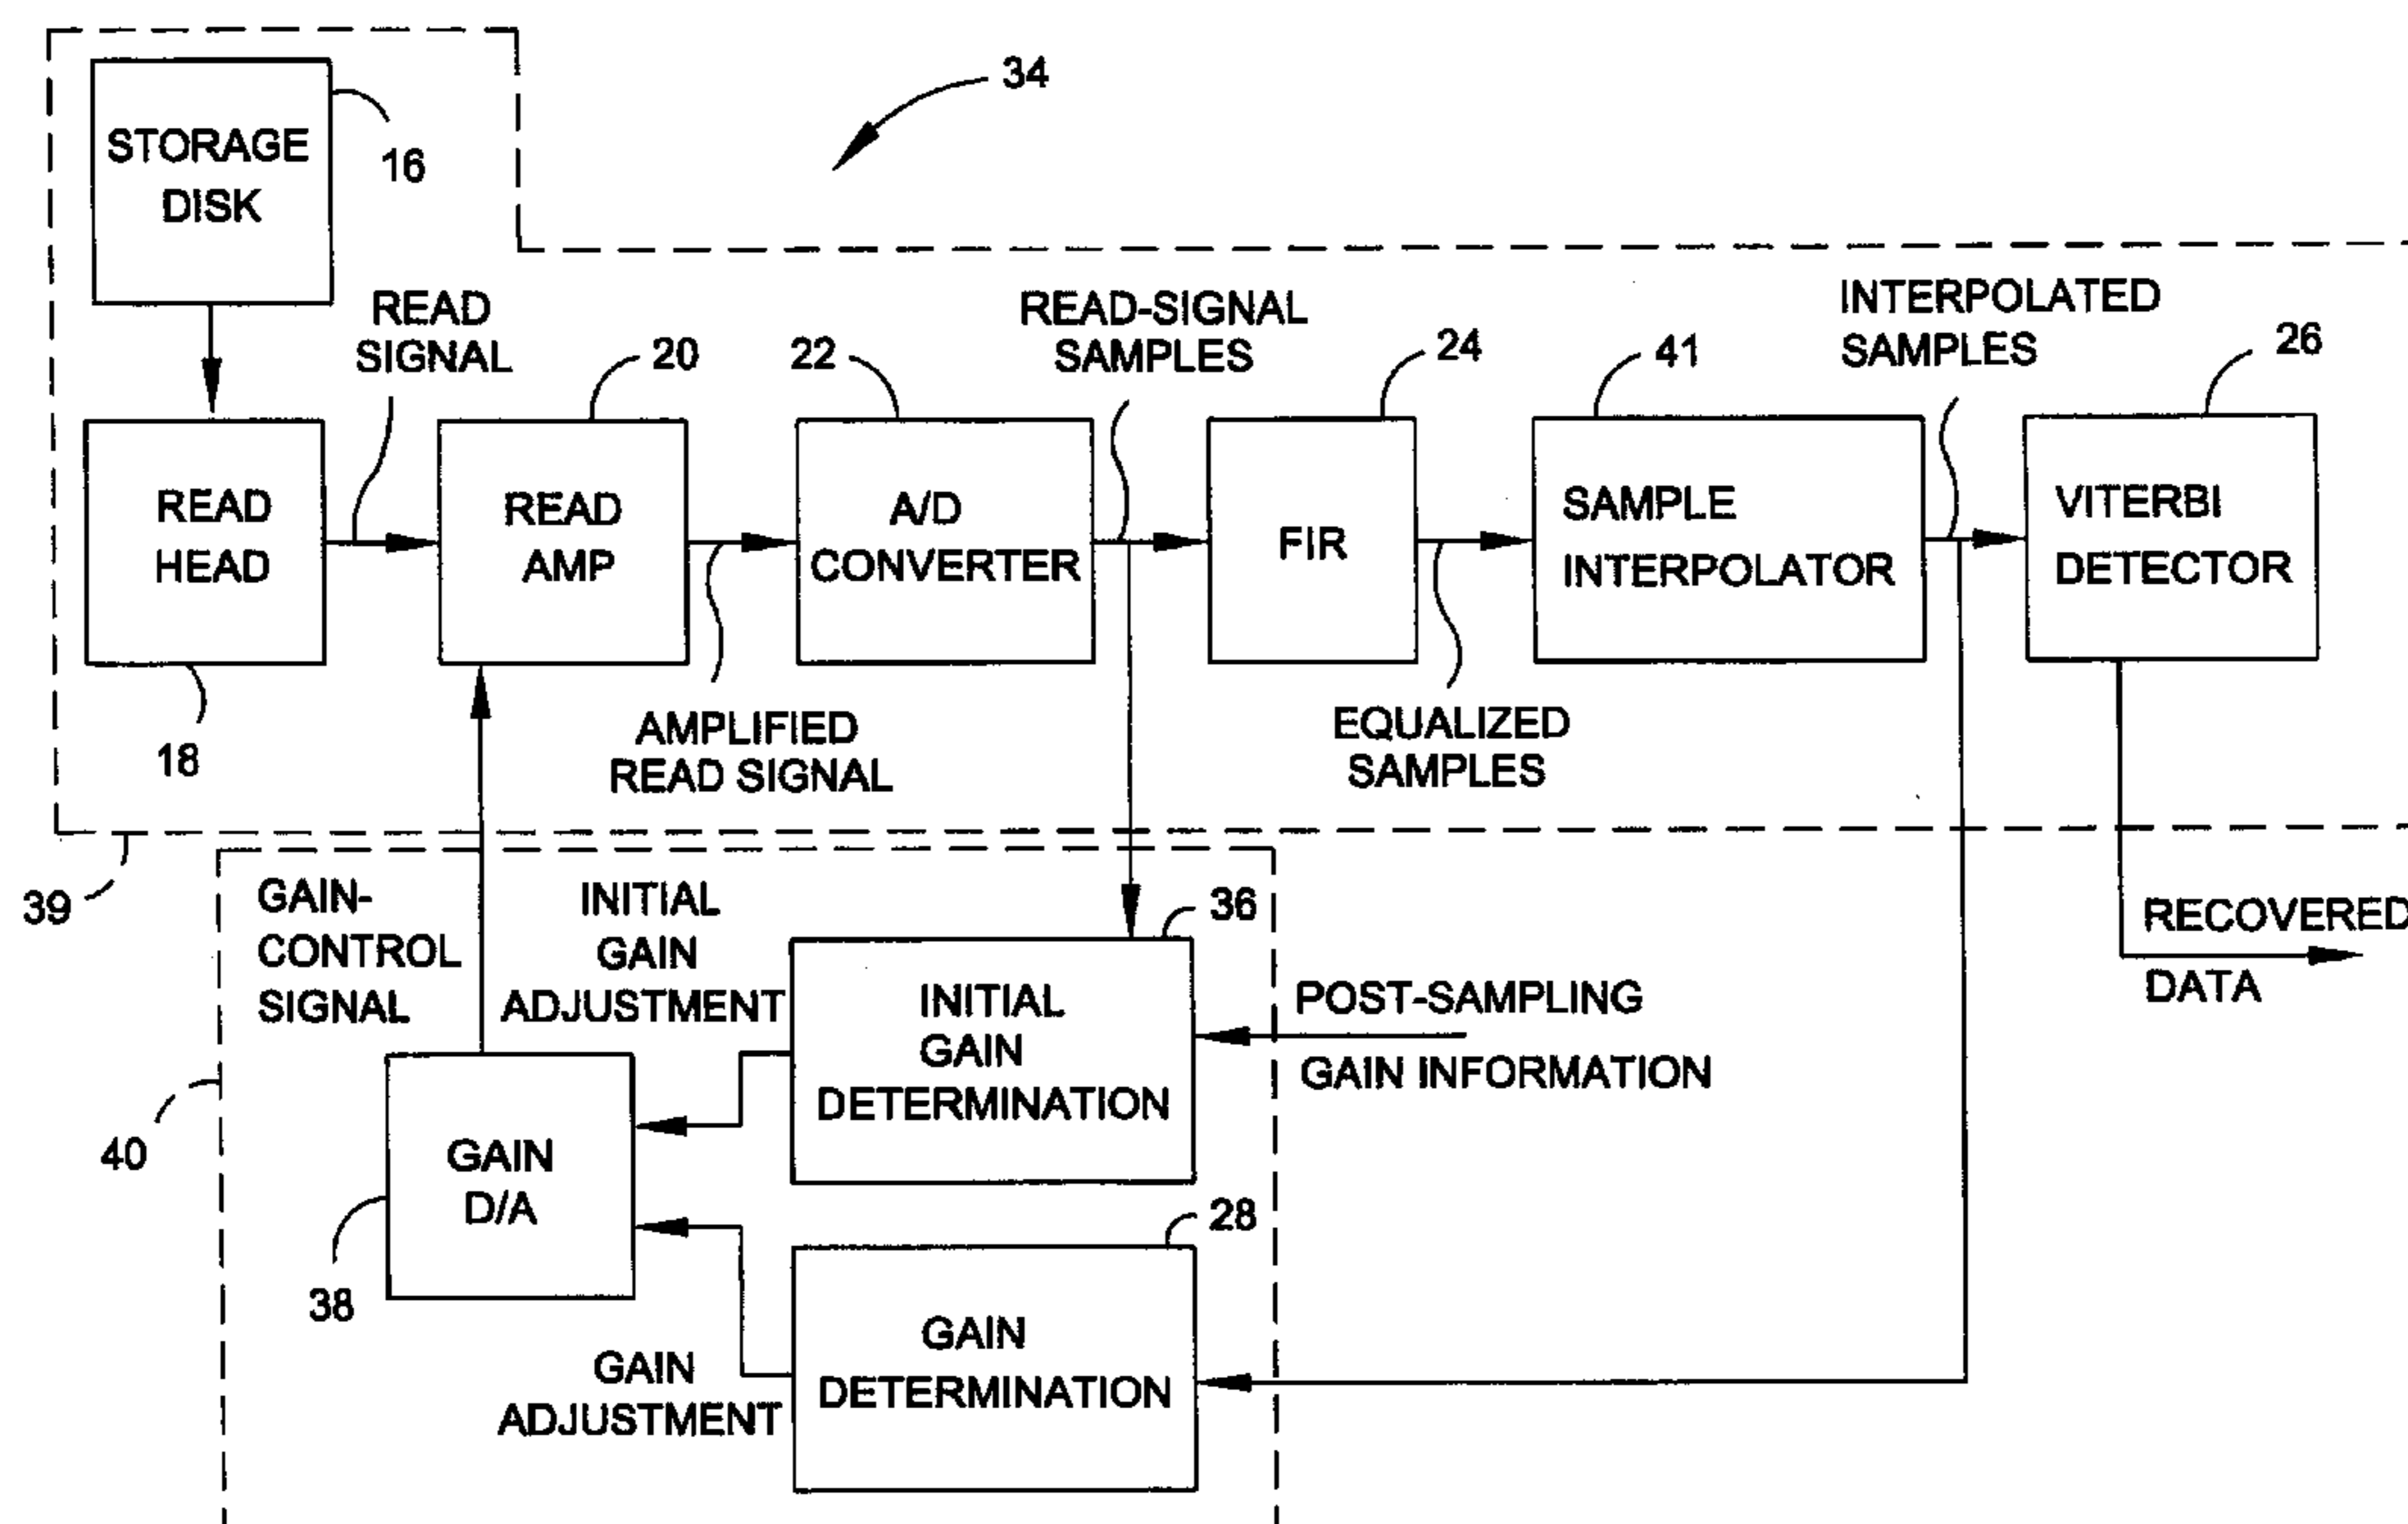 34
STORAGE
DISK
16
READ
SIGNAL
20
22
READ-SIGNAL
SAMPLES
24
41
INTERPOLATED
SAMPLES
26
READ
HEAD
READ
AMP
A/D
CONVERTER
FIR
SAMPLE
INTERPOLATOR
VITERBI
DETECTOR
18
AMPLIFIED
READ SIGNAL
EQUALIZED
SAMPLES
39
GAIN-
CONTROL
SIGNAL
INITIAL
GAIN
ADJUSTMENT
36
INITIAL
GAIN
DETERMINATION
POST-SAMPLING
GAIN INFORMATION
RECOVERED
DATA
40
GAIN
D/A
38
28
GAIN
DETERMINATION
GAIN
ADJUSTMENT